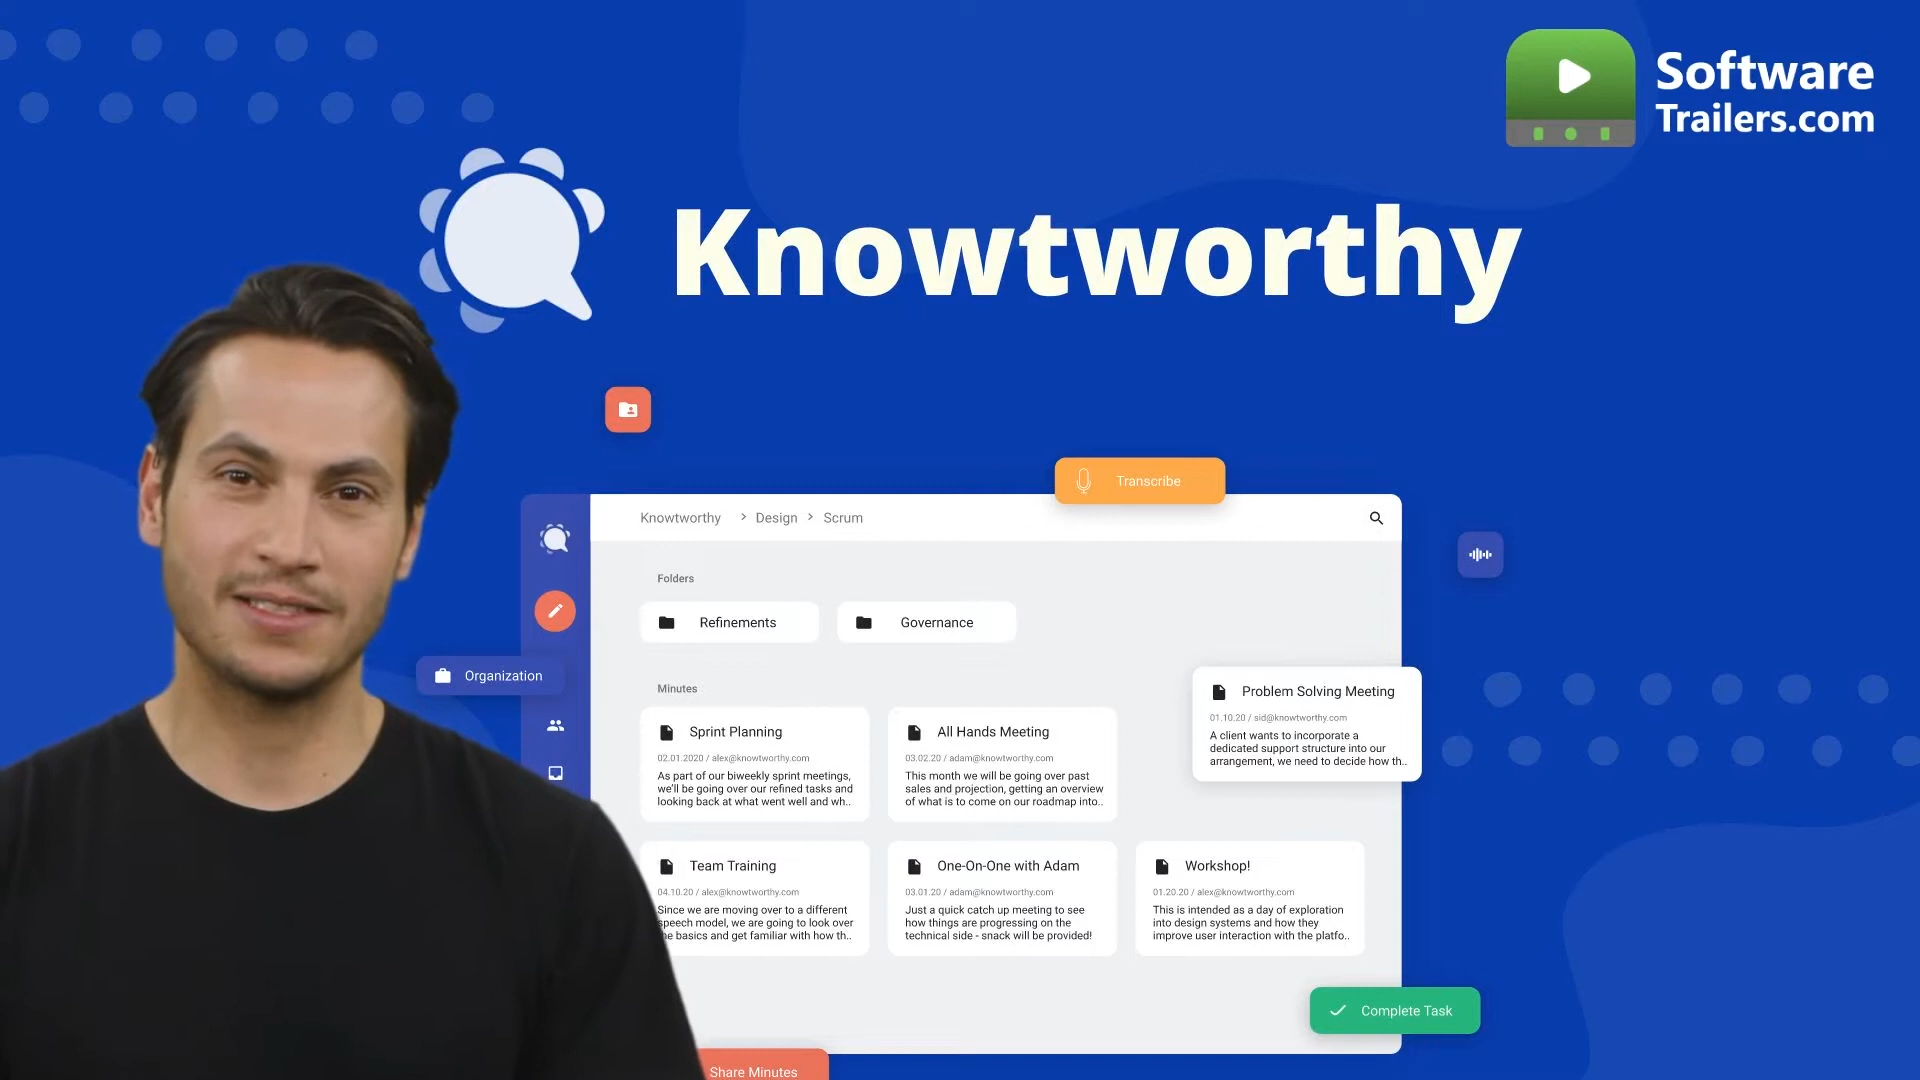 Software
Trailers.com
Knowtworthy
Transcribe
Knowtworthy > Design > Scrum
Folders
Refinements
Governance
Organization
Minutes
Sprint Planning
02.01.2020 / alex@knowtworthy.com
As part of our biweekly sprint meetings,
we'll be going over our refined tasks and
looking back at what went well and wh..
All Hands Meeting
03.02.20 / adam@knowtworthy.com
This month we will be going over past
sales and projection, getting an overview
of what is to come on our roadmap into..
Problem Solving Meeting
01.10.20 / sid@knowtworthy.com
A client wants to incorporate a
dedicated support structure into our
arrangement, we need to decide how th..
Team Training
04.10.20 / alex@knowtworthy.com
Since we are moving over to a different
speech model, we are going to look over
basics and get familiar with how th..
One-On-One with Adam
03.01.20 / adam@knowtworthy.com
Just a quick catch up meeting to see
how things are progressing on the
technical side - snack will be provided!
Workshop!
01.20.20 / alex@knowtworthy.com
This is intended as a day of exploration
into design systems and how they
improve user interaction with the platfo..
Complete Task
Share Minutes